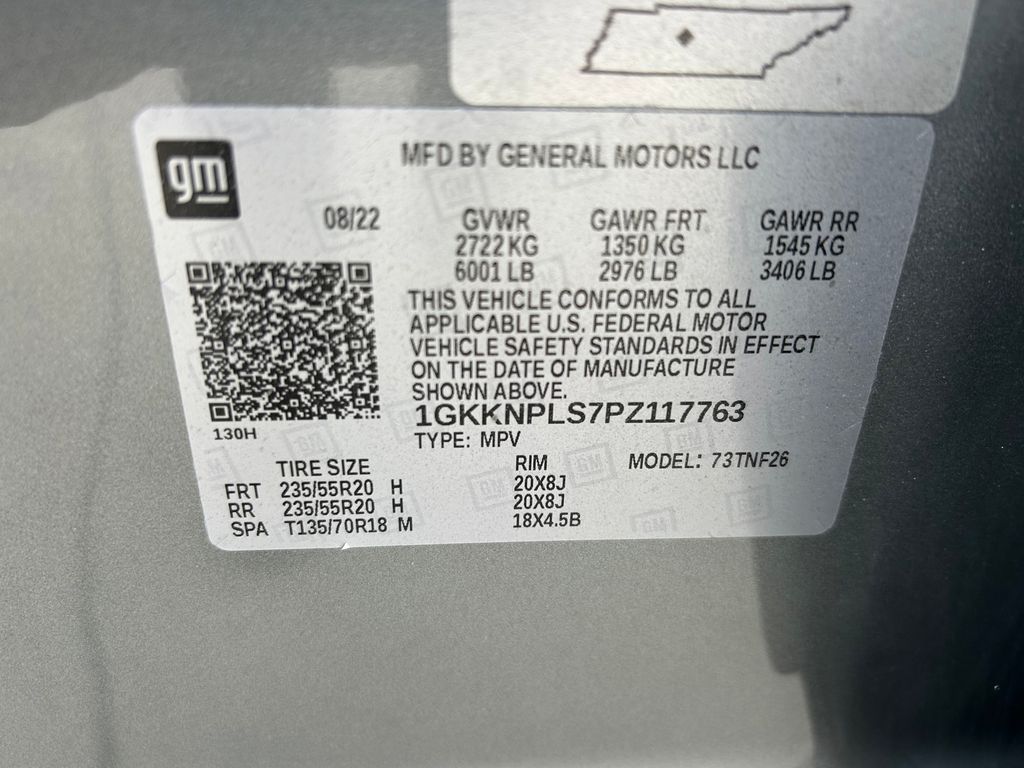 gm
MFD BY GENERAL MOTORS LLC
08/22 GVWR GAWR FRT GAWR RR
2722 KG 1350 KG 1545 KG
6001 LB 2976 LB 3406 LB
THIS VEHICLE CONFORMS TO ALL
APPLICABLE U.S. FEDERAL MOTOR
VEHICLE SAFETY STANDARDS IN EFFECT
ON THE DATE OF MANUFACTURE
SHOWN ABOVE.
1GKKNPLS7PZ117763
130H
TYPE: MPV
TIRE SIZE RIM MODEL: 73TNF26
FRT 235/55R20 H 20X8J
RR 235/55R20 H 20X8J
SPA T135/70R18 M 18X4.5B